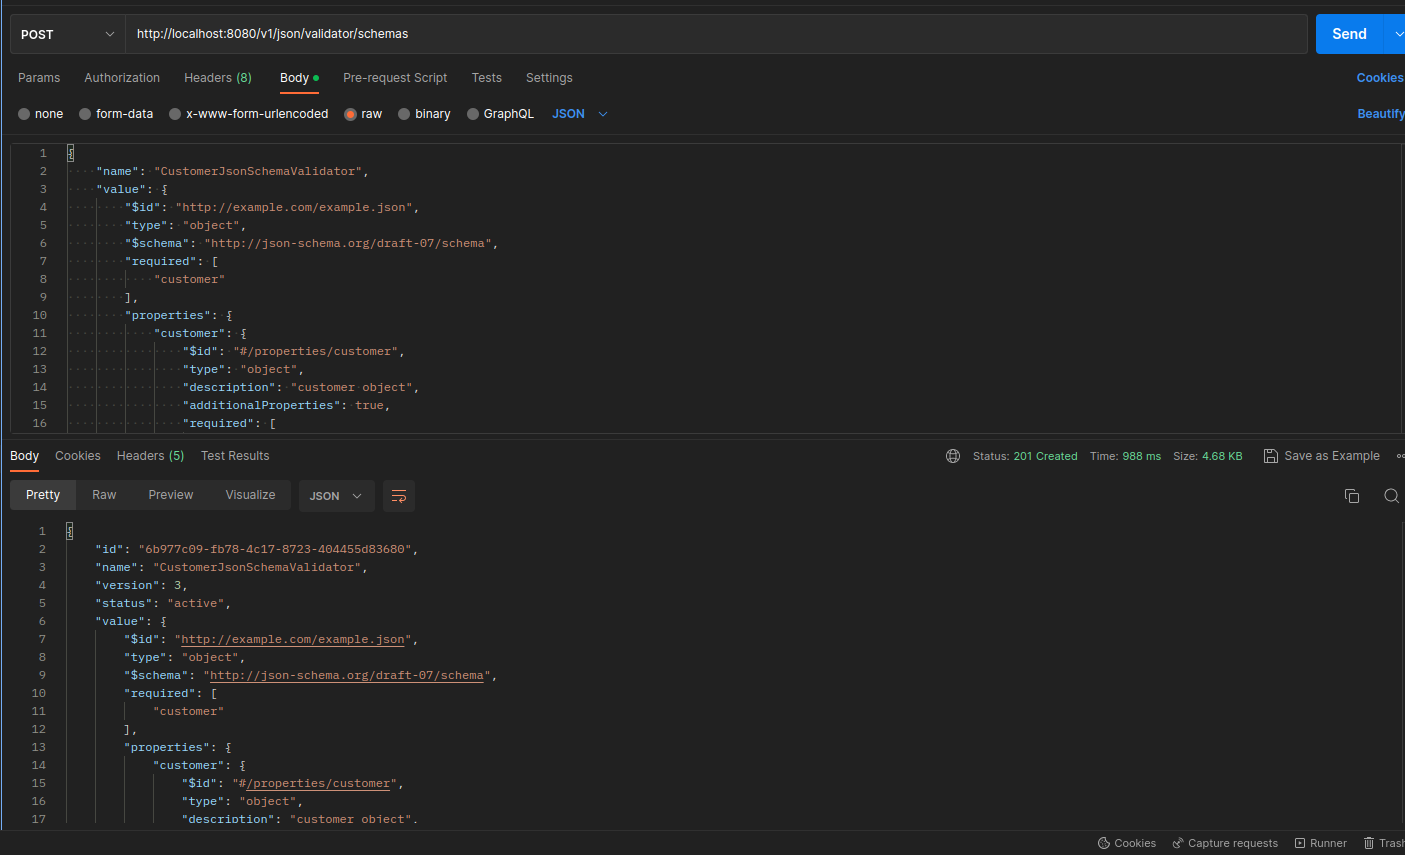 POST http://localhost:8080/v1/json/validator/schemas Send
Params Authorization Headers (8) Body Pre-request Script Tests Settings Cookies
none form-data x-www-form-urlencoded raw binary GraphQL JSON Beautify
1 {
2 "name": "CustomerJsonSchemaValidator",
3 "value": {
4 "$id": "http://example.com/example.json",
5 "type": "object",
6 "$schema": "http://json-schema.org/draft-07/schema",
7 "required": [
8 "customer"
9 ],
10 "properties": {
11 "customer": {
12 "$id": "#/properties/customer",
13 "type": "object",
14 "description": "customer object",
15 "additionalProperties": true,
16 "required": [
Body Cookies Headers (5) Test Results Status: 201 Created Time: 988 ms Size: 4.68 KB Save as Example
Pretty Raw Preview Visualize JSON
1 {
2 "id": "6b977c09-fb78-4c17-8723-404455d83680",
3 "name": "CustomerJsonSchemaValidator",
4 "version": 3,
5 "status": "active",
6 "value": {
7 "$id": "http://example.com/example.json",
8 "type": "object",
9 "$schema": "http://json-schema.org/draft-07/schema",
10 "required": [
11 "customer"
12 ],
13 "properties": {
14 "customer": {
15 "$id": "#/properties/customer",
16 "type": "object",
17 "description": "customer object",
Cookies Capture requests Runner Trash